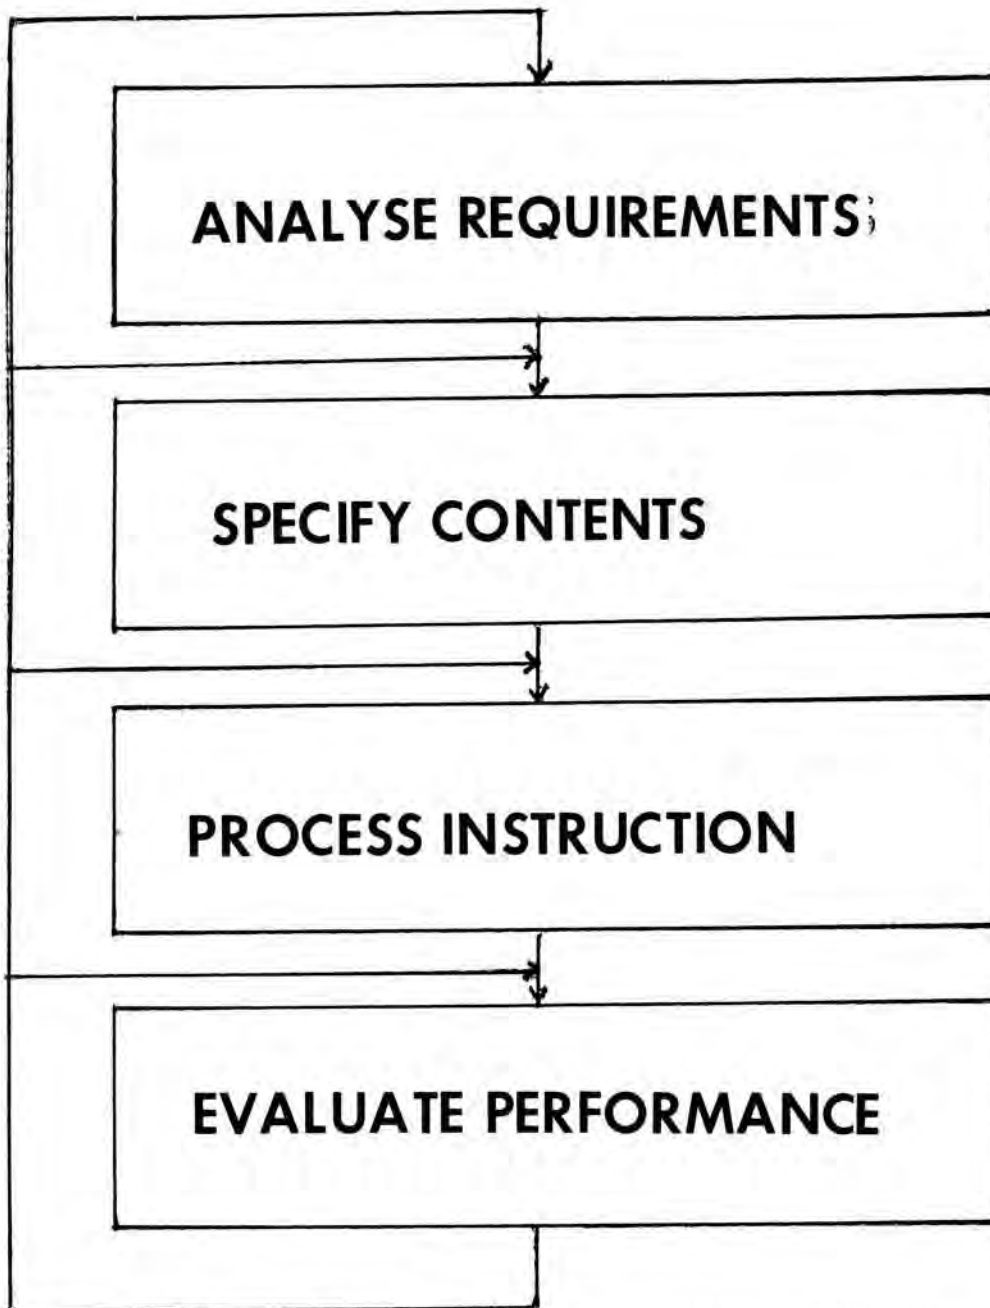 ANALYSE REQUIREMENTS
SPECIFY CONTENTS
PROCESS INSTRUCTION
EVALUATE PERFORMANCE